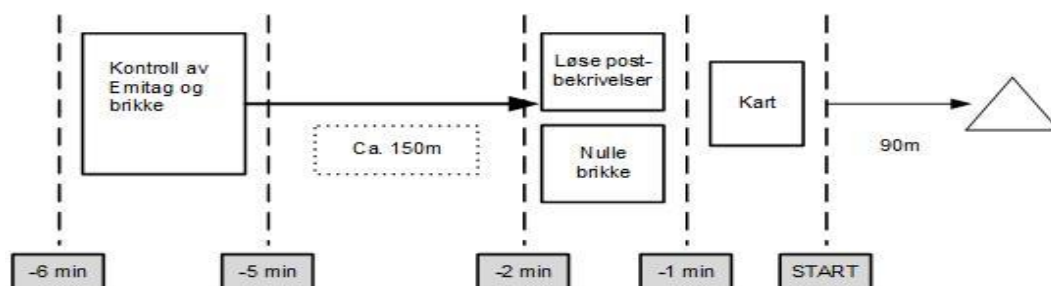 Kontroll av
Emitag og
brikke
Ca. 150m
Løse post-
bekrivelser
Nulle
brikke
Kart
90m
-6 min
-5 min
-2 min
-1 min
START